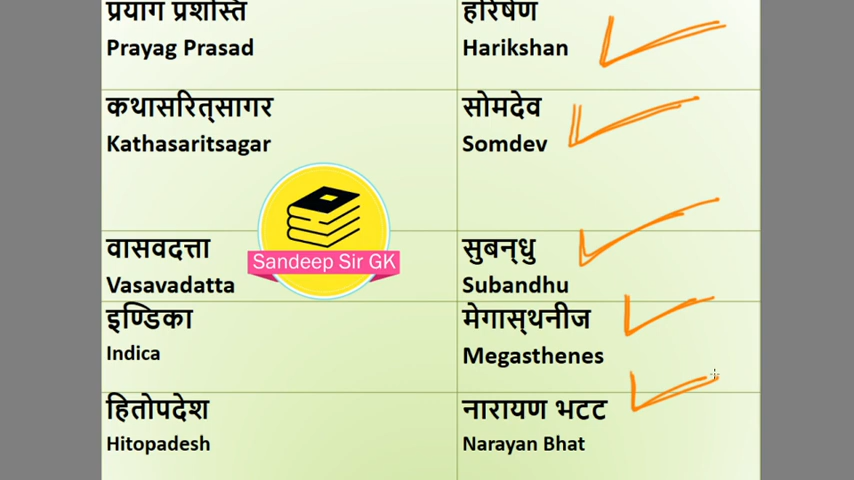 प्रयाग प्रशस्ति
हरिषेण
Prayag Prasad
Harikshan
कथासरित्सागर
सोमदेव
Kathasaritsagar
Somdev
वासवदत्ता
सुबन्धु
Sandeep Sir GK
Vasavadatta
Subandhu
इण्डिका
मेगास्थनीज
Indica
Megasthenes
हितोपदेश
नारायण भटट
Hitopadesh
Narayan Bhat